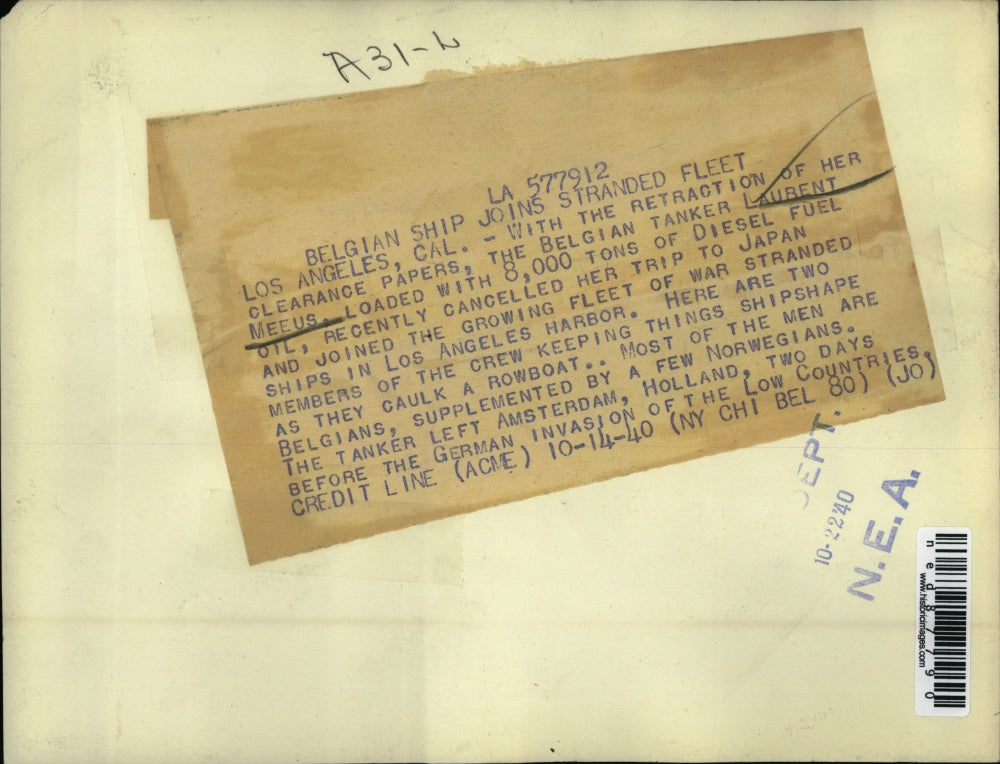 A31-L
LA 577912
BELGIAN SHIP JOINS STRANDED FLEET
LOS ANGELES, CAL. - WITH THE RETRACTION OF HER
CLEARANCE PAPERS, THE BELGIAN TANKER LAURENT
MEEUS, LOADED WITH 8,000 TONS OF DIESEL FUEL
OIL, RECENTLY CANCELLED HER TRIP TO JAPAN
AND JOINED THE GROWING FLEET OF WAR STRANDED
SHIPS IN LOS ANGELES HARBOR. HERE ARE TWO
MEMBERS OF THE CREW KEEPING THINGS SHIPSHAPE
AS THEY CAULK A ROWBOAT.. MOST OF THE MEN ARE
BELGIANS, SUPPLEMENTED BY A FEW NORWEGIANS.
THE TANKER LEFT AMSTERDAM, HOLLAND, TWO DAYS
BEFORE THE GERMAN INVASION OF THE LOW COUNTRIES,
CREDIT LINE (ACME) 10-14-40 (NY CHI BEL 80) (JO)
DEPT.
10-22 40
N.E.A.
ned87790
www.historicimages.com